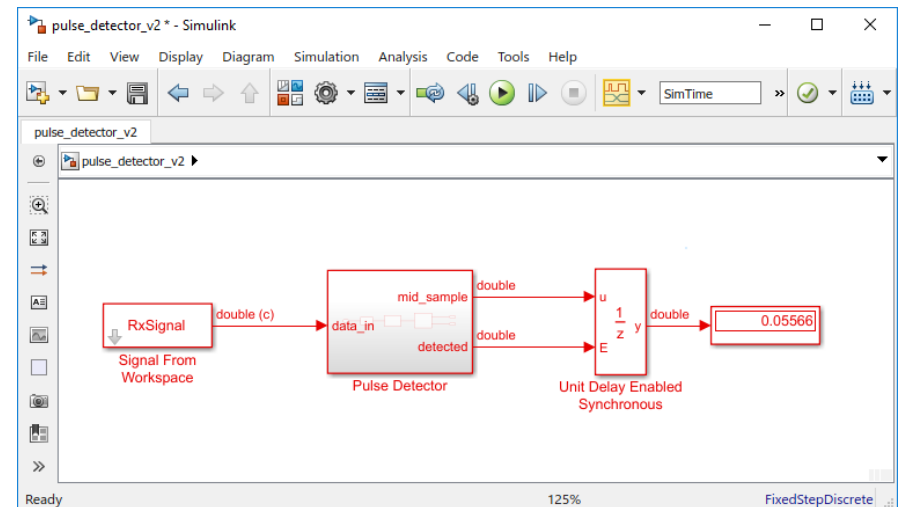 pulse_detector_v2 * - Simulink
File Edit View Display Diagram Simulation Analysis Code Tools Help
SimTime
»
pulse_detector_v2
pulse_detector_v2
RxSignal
Signal From
Workspace
double (c)
data_in
mid_sample
detected
Pulse Detector
double
double
u
E
1
z
y
Unit Delay Enabled
Synchronous
double
0.05566
»
Ready 125% FixedStepDiscrete